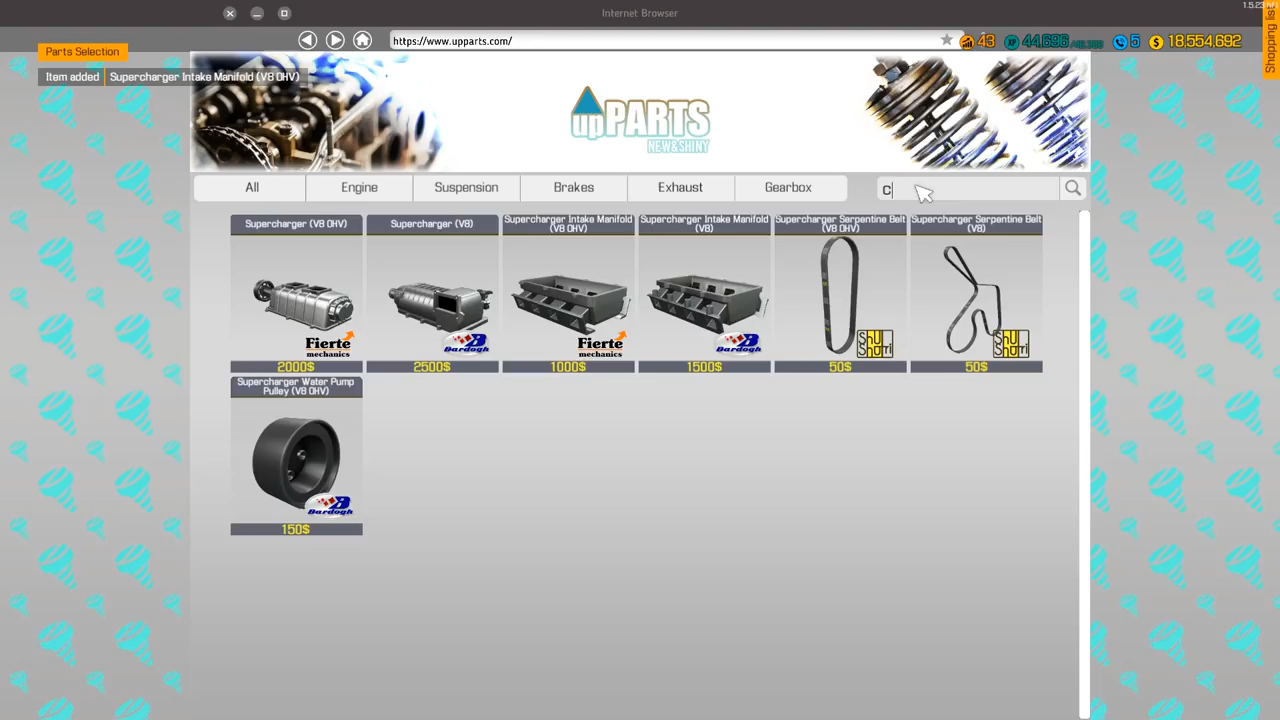 Internet Browser
https://www.upparts.com/
43
5
18,554,692
Parts Selection
Item added
Supercharger Intake Manifold (V8 OHV)
Shopping list
upPARTS
NEW&SHINY
All
Engine
Suspension
Brakes
Exhaust
Gearbox
C
Supercharger (V8 OHV)
Fierte mechanics
2000$
Supercharger (V8)
Bardogh
2500$
Supercharger Intake Manifold
(V8 OHV)
Fierte mechanics
1000$
Supercharger Intake Manifold
(V8)
Bardogh
1500$
Supercharger Serpentine Belt
(V8 OHV)
50$
Supercharger Serpentine Belt
(V8)
50$
Supercharger Water Pump
Pulley (V8 OHV)
Bardogh
150$